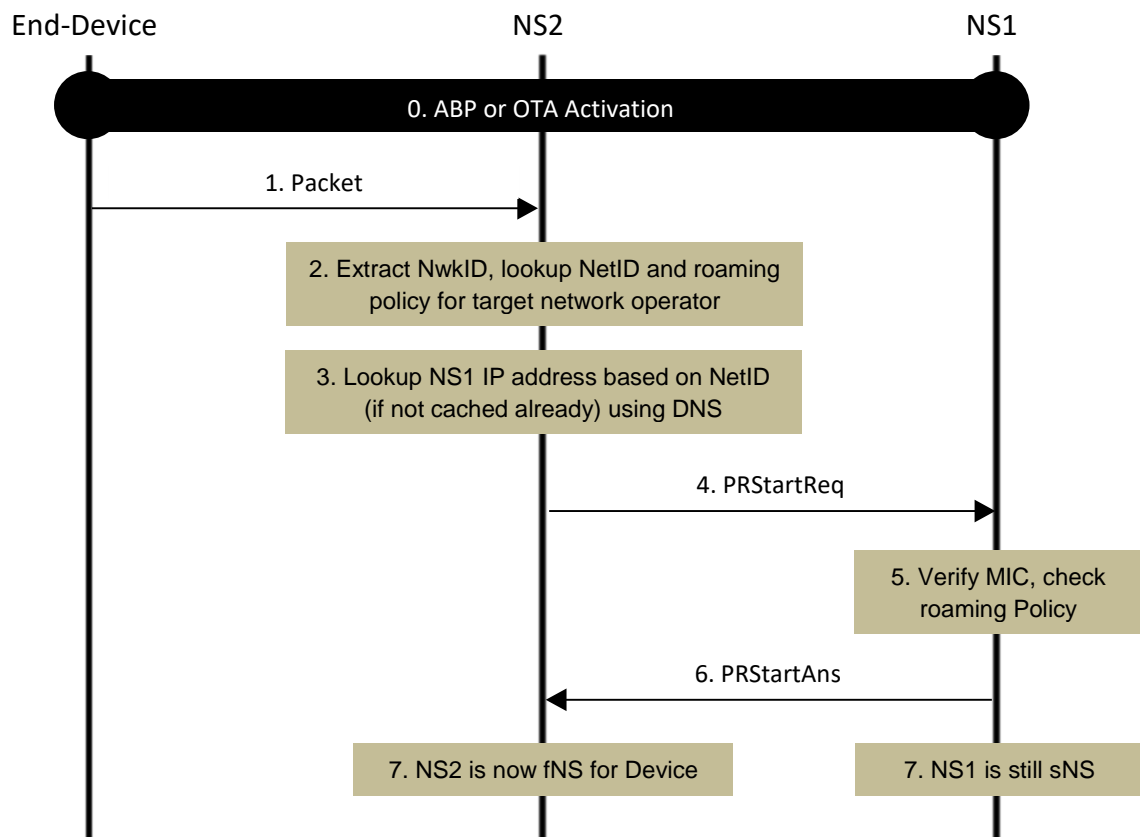 End-Device NS2 NS1
0. ABP or OTA Activation
1. Packet
2. Extract NwkID, lookup NetID and roaming
policy for target network operator
3. Lookup NS1 IP address based on NetID
(if not cached already) using DNS
4. PRStartReq
5. Verify MIC, check
roaming Policy
6. PRStartAns
7. NS2 is now fNS for Device
7. NS1 is still sNS